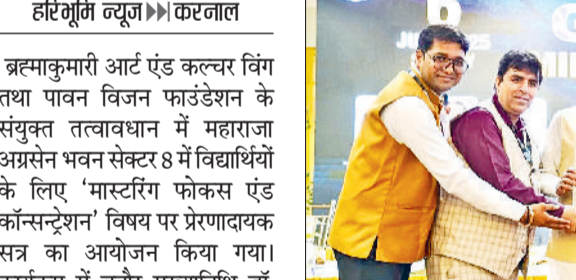 हरिभूमि न्यूज ▶▶| करनाल
ब्रह्माकुमारी आर्ट एंड कल्चर विंग
तथा पावन विजन फाउंडेशन के
संयुक्त तत्वावधान में महाराजा
अग्रसेन भवन सेक्टर 8 में विद्यार्थियों
के लिए ‘मास्टरिंग फोकस एंड
कॉन्सन्ट्रेशन’ विषय पर प्रेरणादायक
सत्र का आयोजन किया गया।